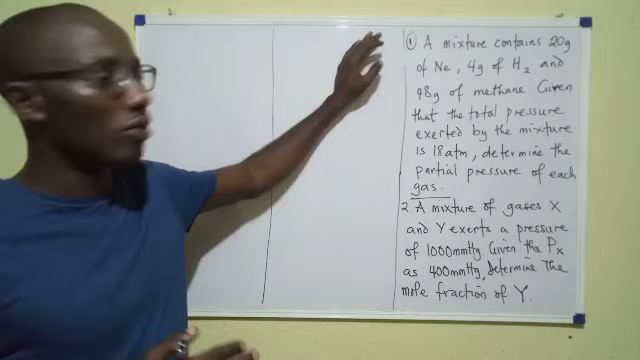 ① A mixture contains 20g
of Ne, 4g of H2 and
48g of methane Given
that the total pressure
exerted by the mixture
is 18atm, determine the
partial pressure of each
gas.
2. A mixture of gases X
and Y exerts a pressure
of 1000mmHg. Given the Px
as 400mmHg, Determine The
mole fraction of Y.